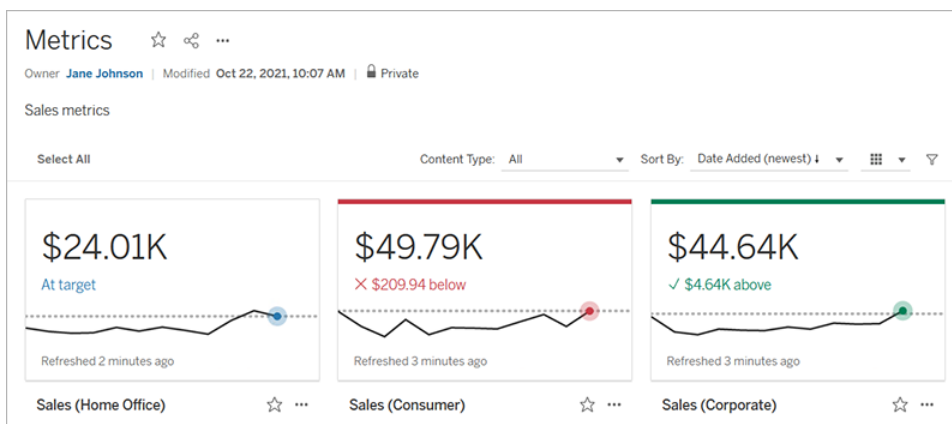 Metrics
Owner Jane Johnson | Modified Oct 22, 2021, 10:07 AM | Private
Sales metrics
Select All Content Type: All Sort By: Date Added (newest) ↓
$24.01K $49.79K $44.64K
At target × $209.94 below ✓ $4.64K above
Refreshed 2 minutes ago Refreshed 3 minutes ago Refreshed 3 minutes ago
Sales (Home Office) Sales (Consumer) Sales (Corporate)